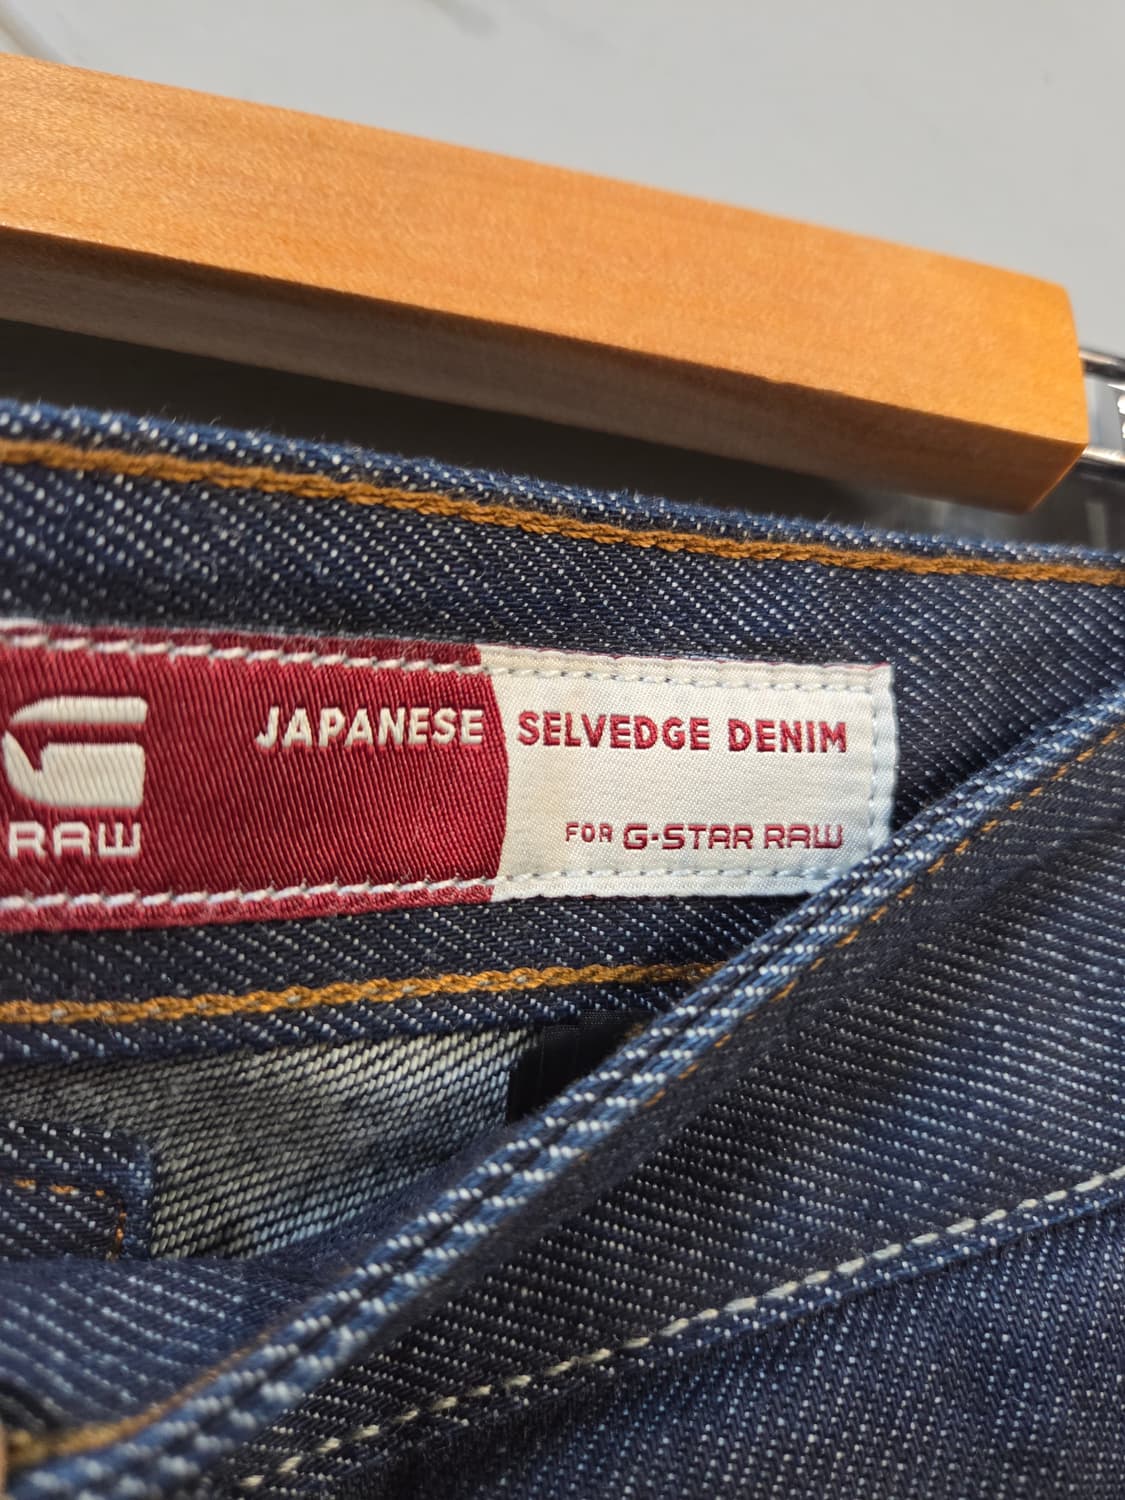 RAW
JAPANESE SELVEDGE DENIM
FOR G-STAR RAW